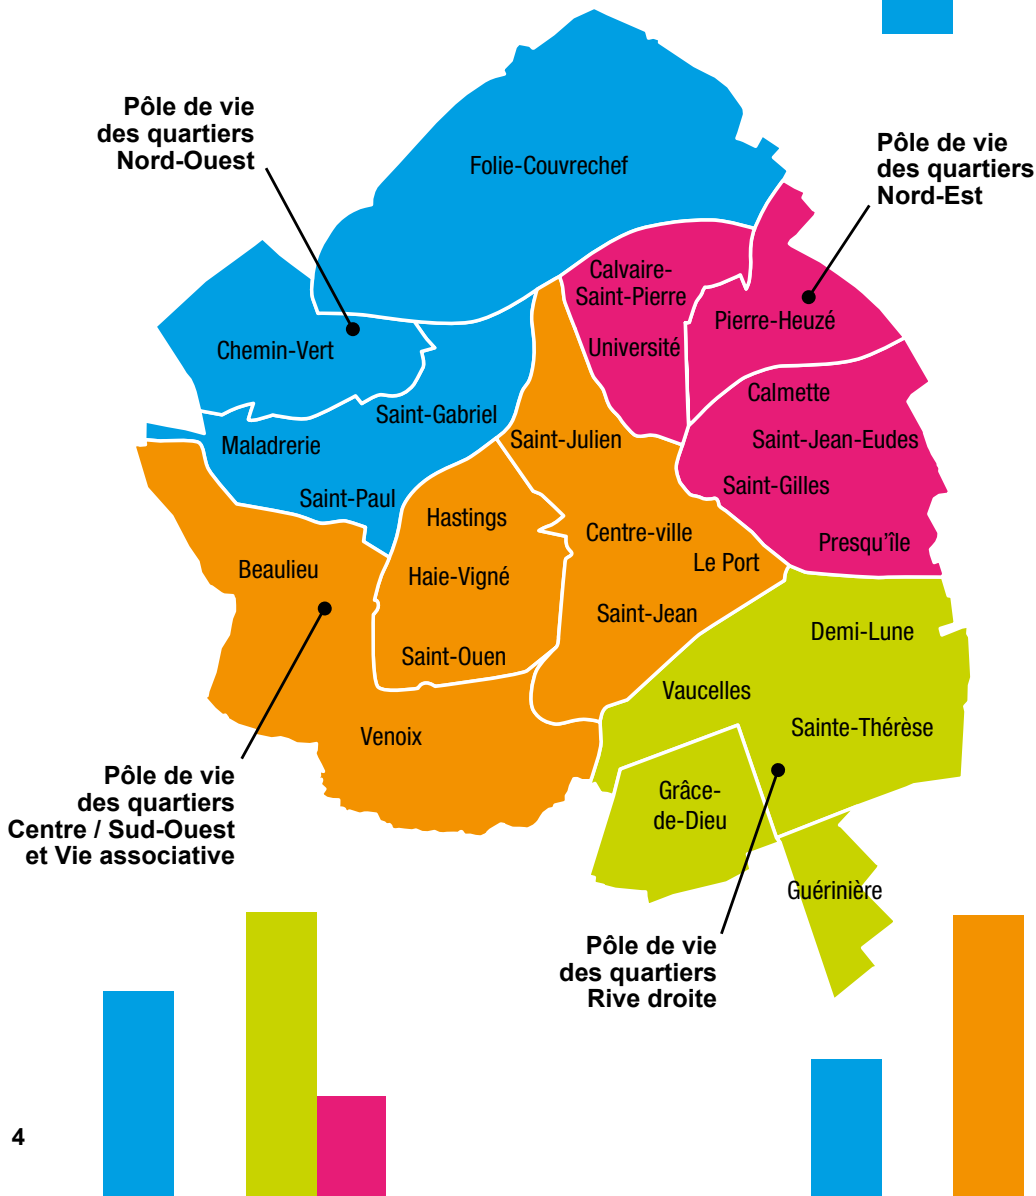 Pôle de vie
des quartiers
Nord-Ouest
Pôle de vie
des quartiers
Nord-Est
Folie-Couvrechef
Calvaire-
Saint-Pierre
Université
Pierre-Heuzé
Chemin-Vert
Calmette
Saint-Gabriel
Saint-Julien
Saint-Jean-Eudes
Maladrerie
Saint-Paul
Saint-Gilles
Hastings
Centre-ville
Presqu'île
Le Port
Beaulieu
Haie-Vigné
Saint-Jean
Demi-Lune
Saint-Ouen
Vaucelles
Venoix
Sainte-Thérèse
Pôle de vie
des quartiers
Centre / Sud-Ouest
et Vie associative
Grâce-
de-Dieu
Guérinière
Pôle de vie
des quartiers
Rive droite
4